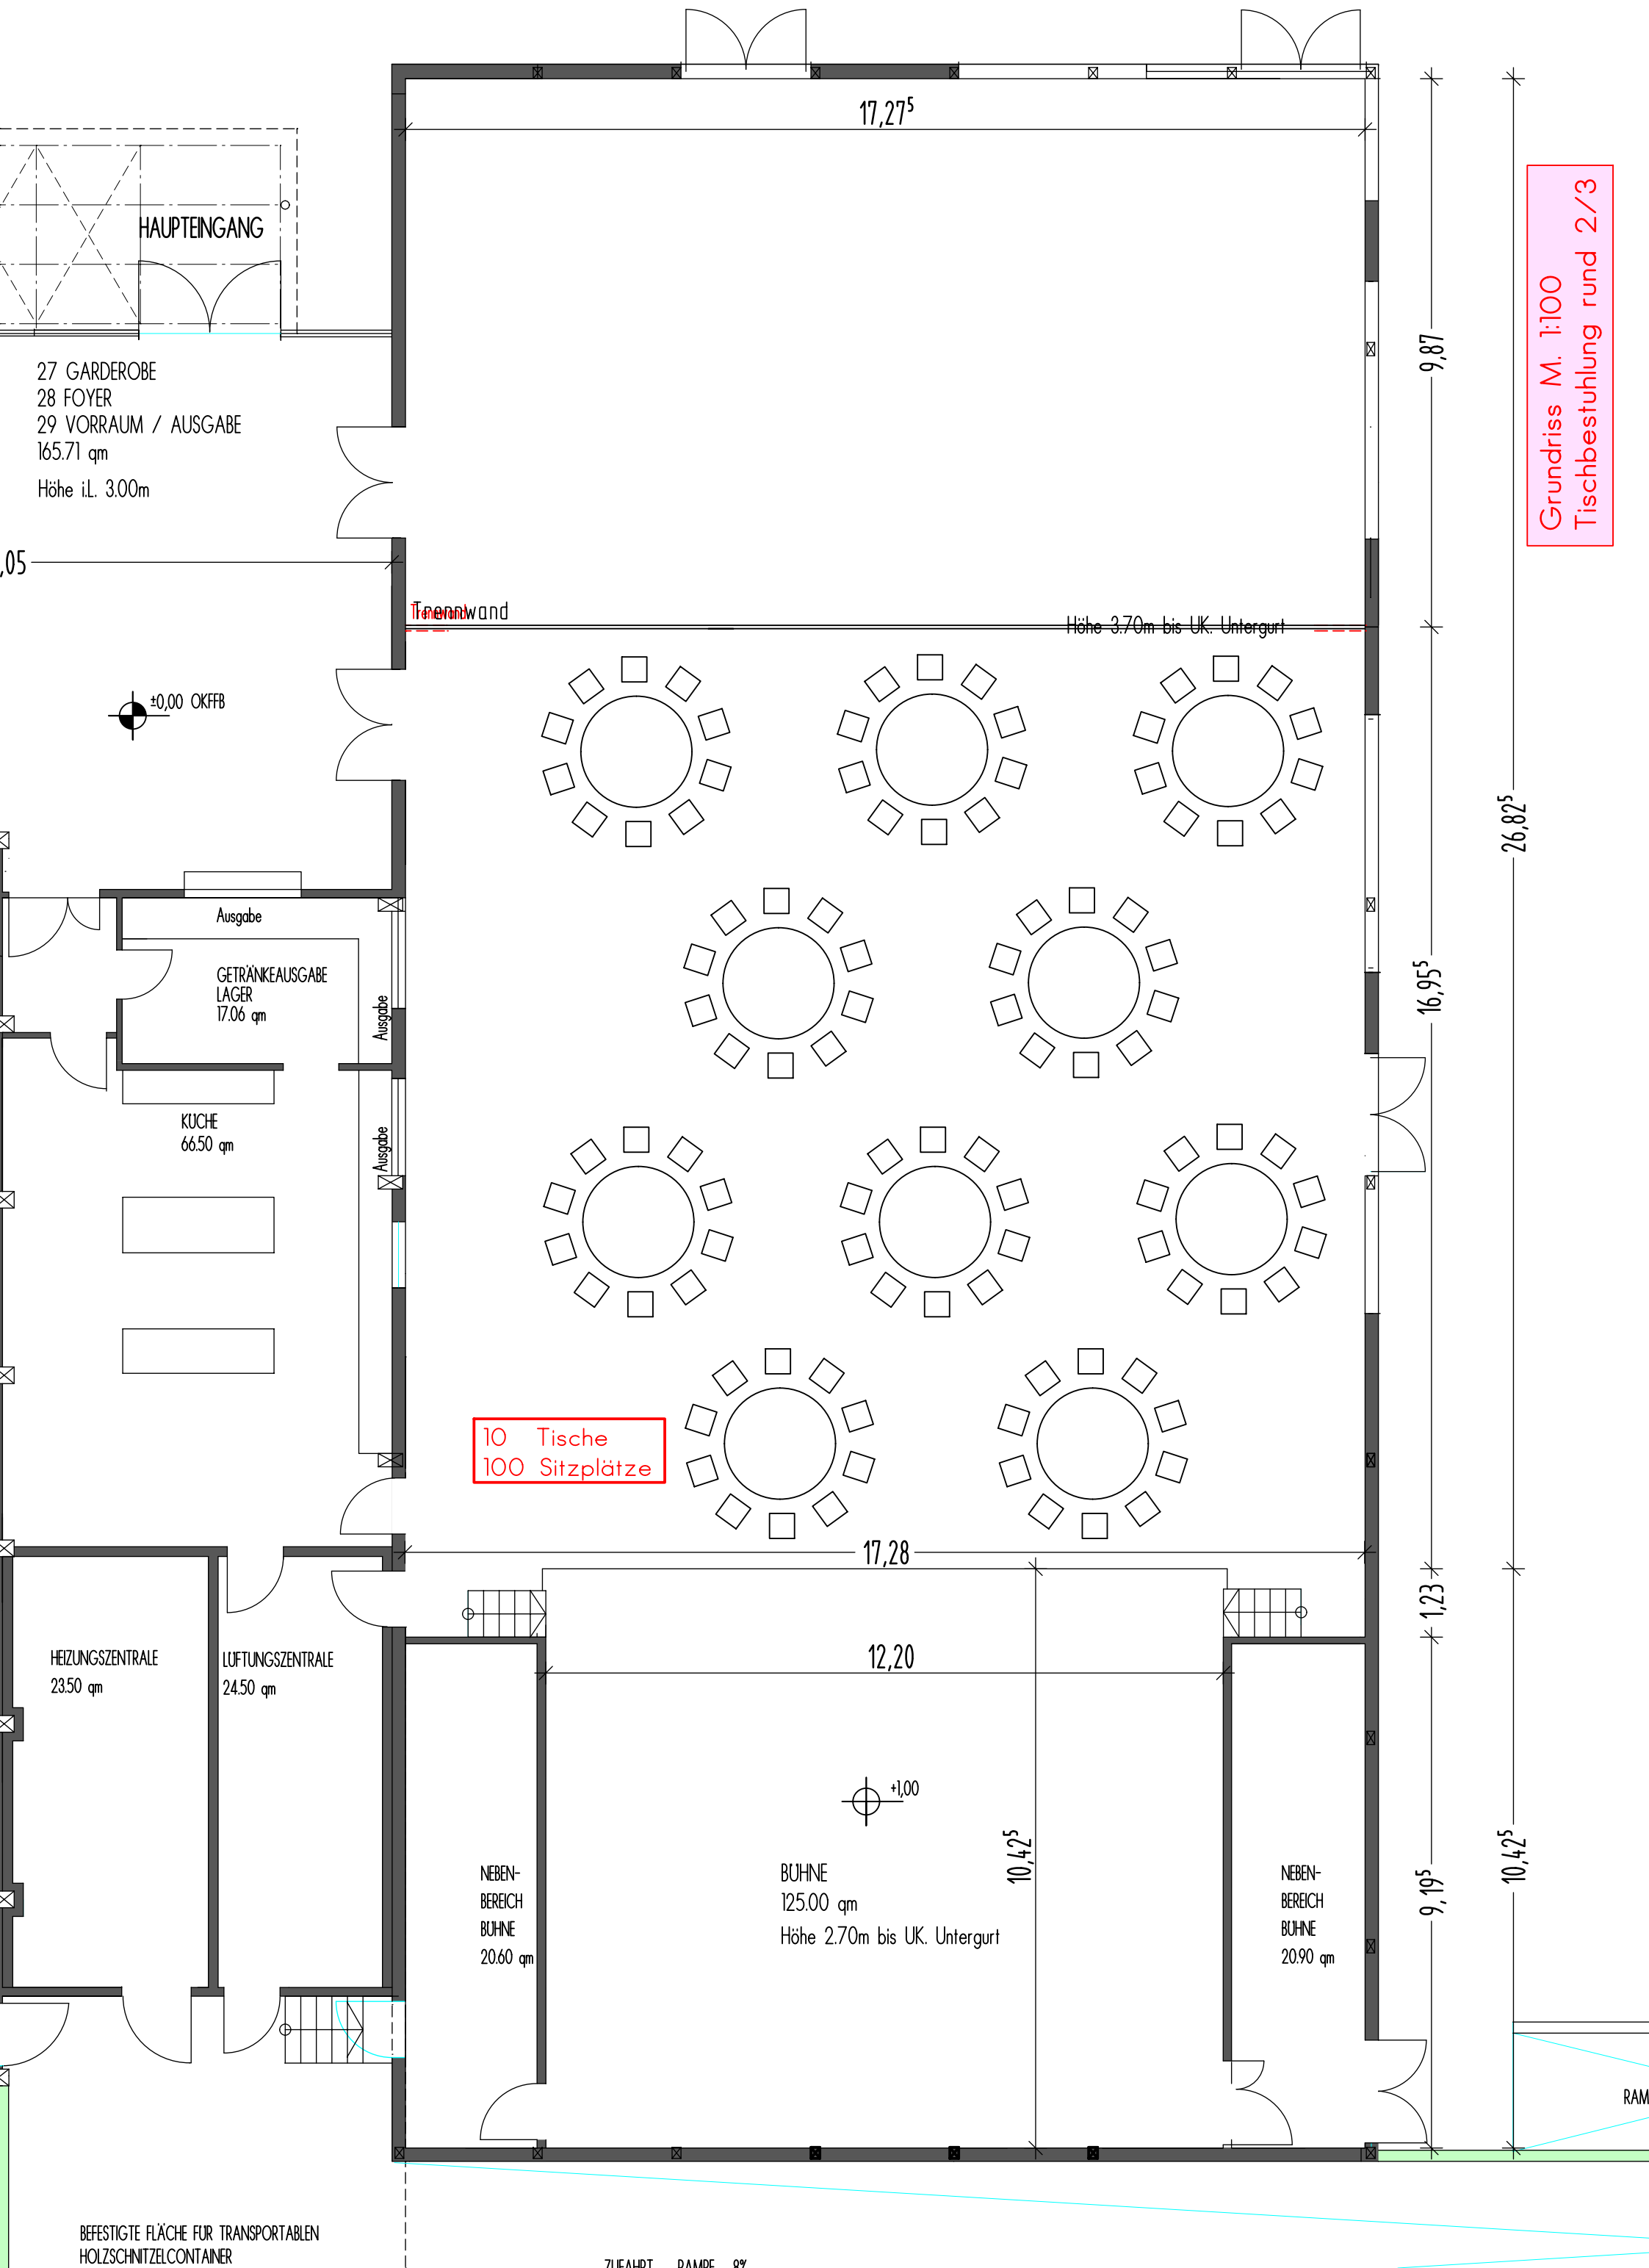 17,27⁵
HAUPTEINGANG
27 GARDEROBE
28 FOYER
29 VORRAUM / AUSGABE
165.71 qm
Höhe i.L. 3.00m
,05
Grundriss M. 1:100
Tischbestuhlung rund 2/3
9,87
Trennwand
Trennwand
Höhe 3.70m bis UK. Untergurt
±0,00 OKFFB
26,82⁵
16,95⁵
Ausgabe
GETRÄNKEAUSGABE
LAGER
17.06 qm
Ausgabe
KÜCHE
66.50 qm
Ausgabe
10 Tische
100 Sitzplätze
17,28
1,23
HEIZUNGSZENTRALE
23.50 qm
LÜFTUNGSZENTRALE
24.50 qm
12,20
+1,00
10,42⁵
BÜHNE
125.00 qm
Höhe 2.70m bis UK. Untergurt
NEBEN-
BEREICH
BÜHNE
20.60 qm
NEBEN-
BEREICH
BÜHNE
20.90 qm
9,19⁵
10,42⁵
RAM
BEFESTIGTE FLÄCHE FÜR TRANSPORTABLEN
HOLZSCHNITZELCONTAINER
ZUFAHRT RAMPE 8%